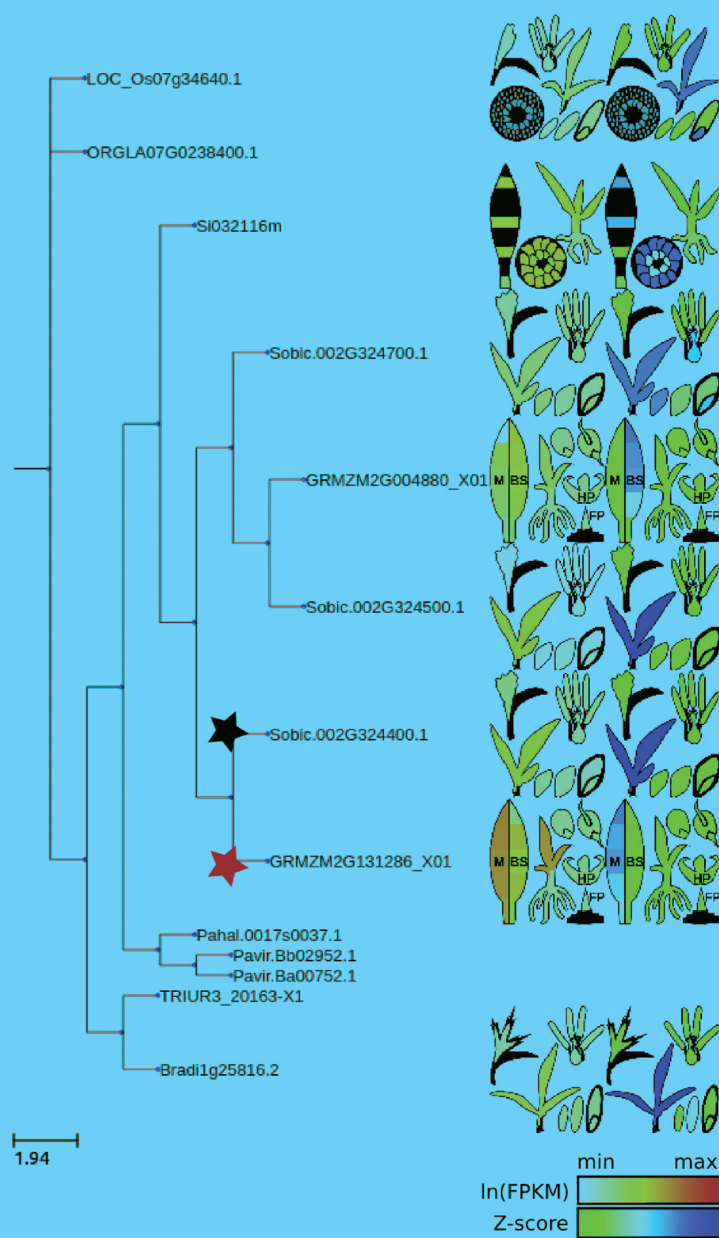 LOC_Os07g34640.1
ORGLA07G0238400.1
Si032116m
Sobic.002G324700.1
GRMZM2G004880_X01
M BS HP FP M BS HP FP
Sobic.002G324500.1
Sobic.002G324400.1
GRMZM2G131286_X01
M BS HP FP M BS HP FP
Pahal.0017s0037.1
Pavir.Bb02952.1
Pavir.Ba00752.1
TRIUR3_20163-X1
Bradi1g25816.2
1.94
min max
ln(FPKM)
Z-score